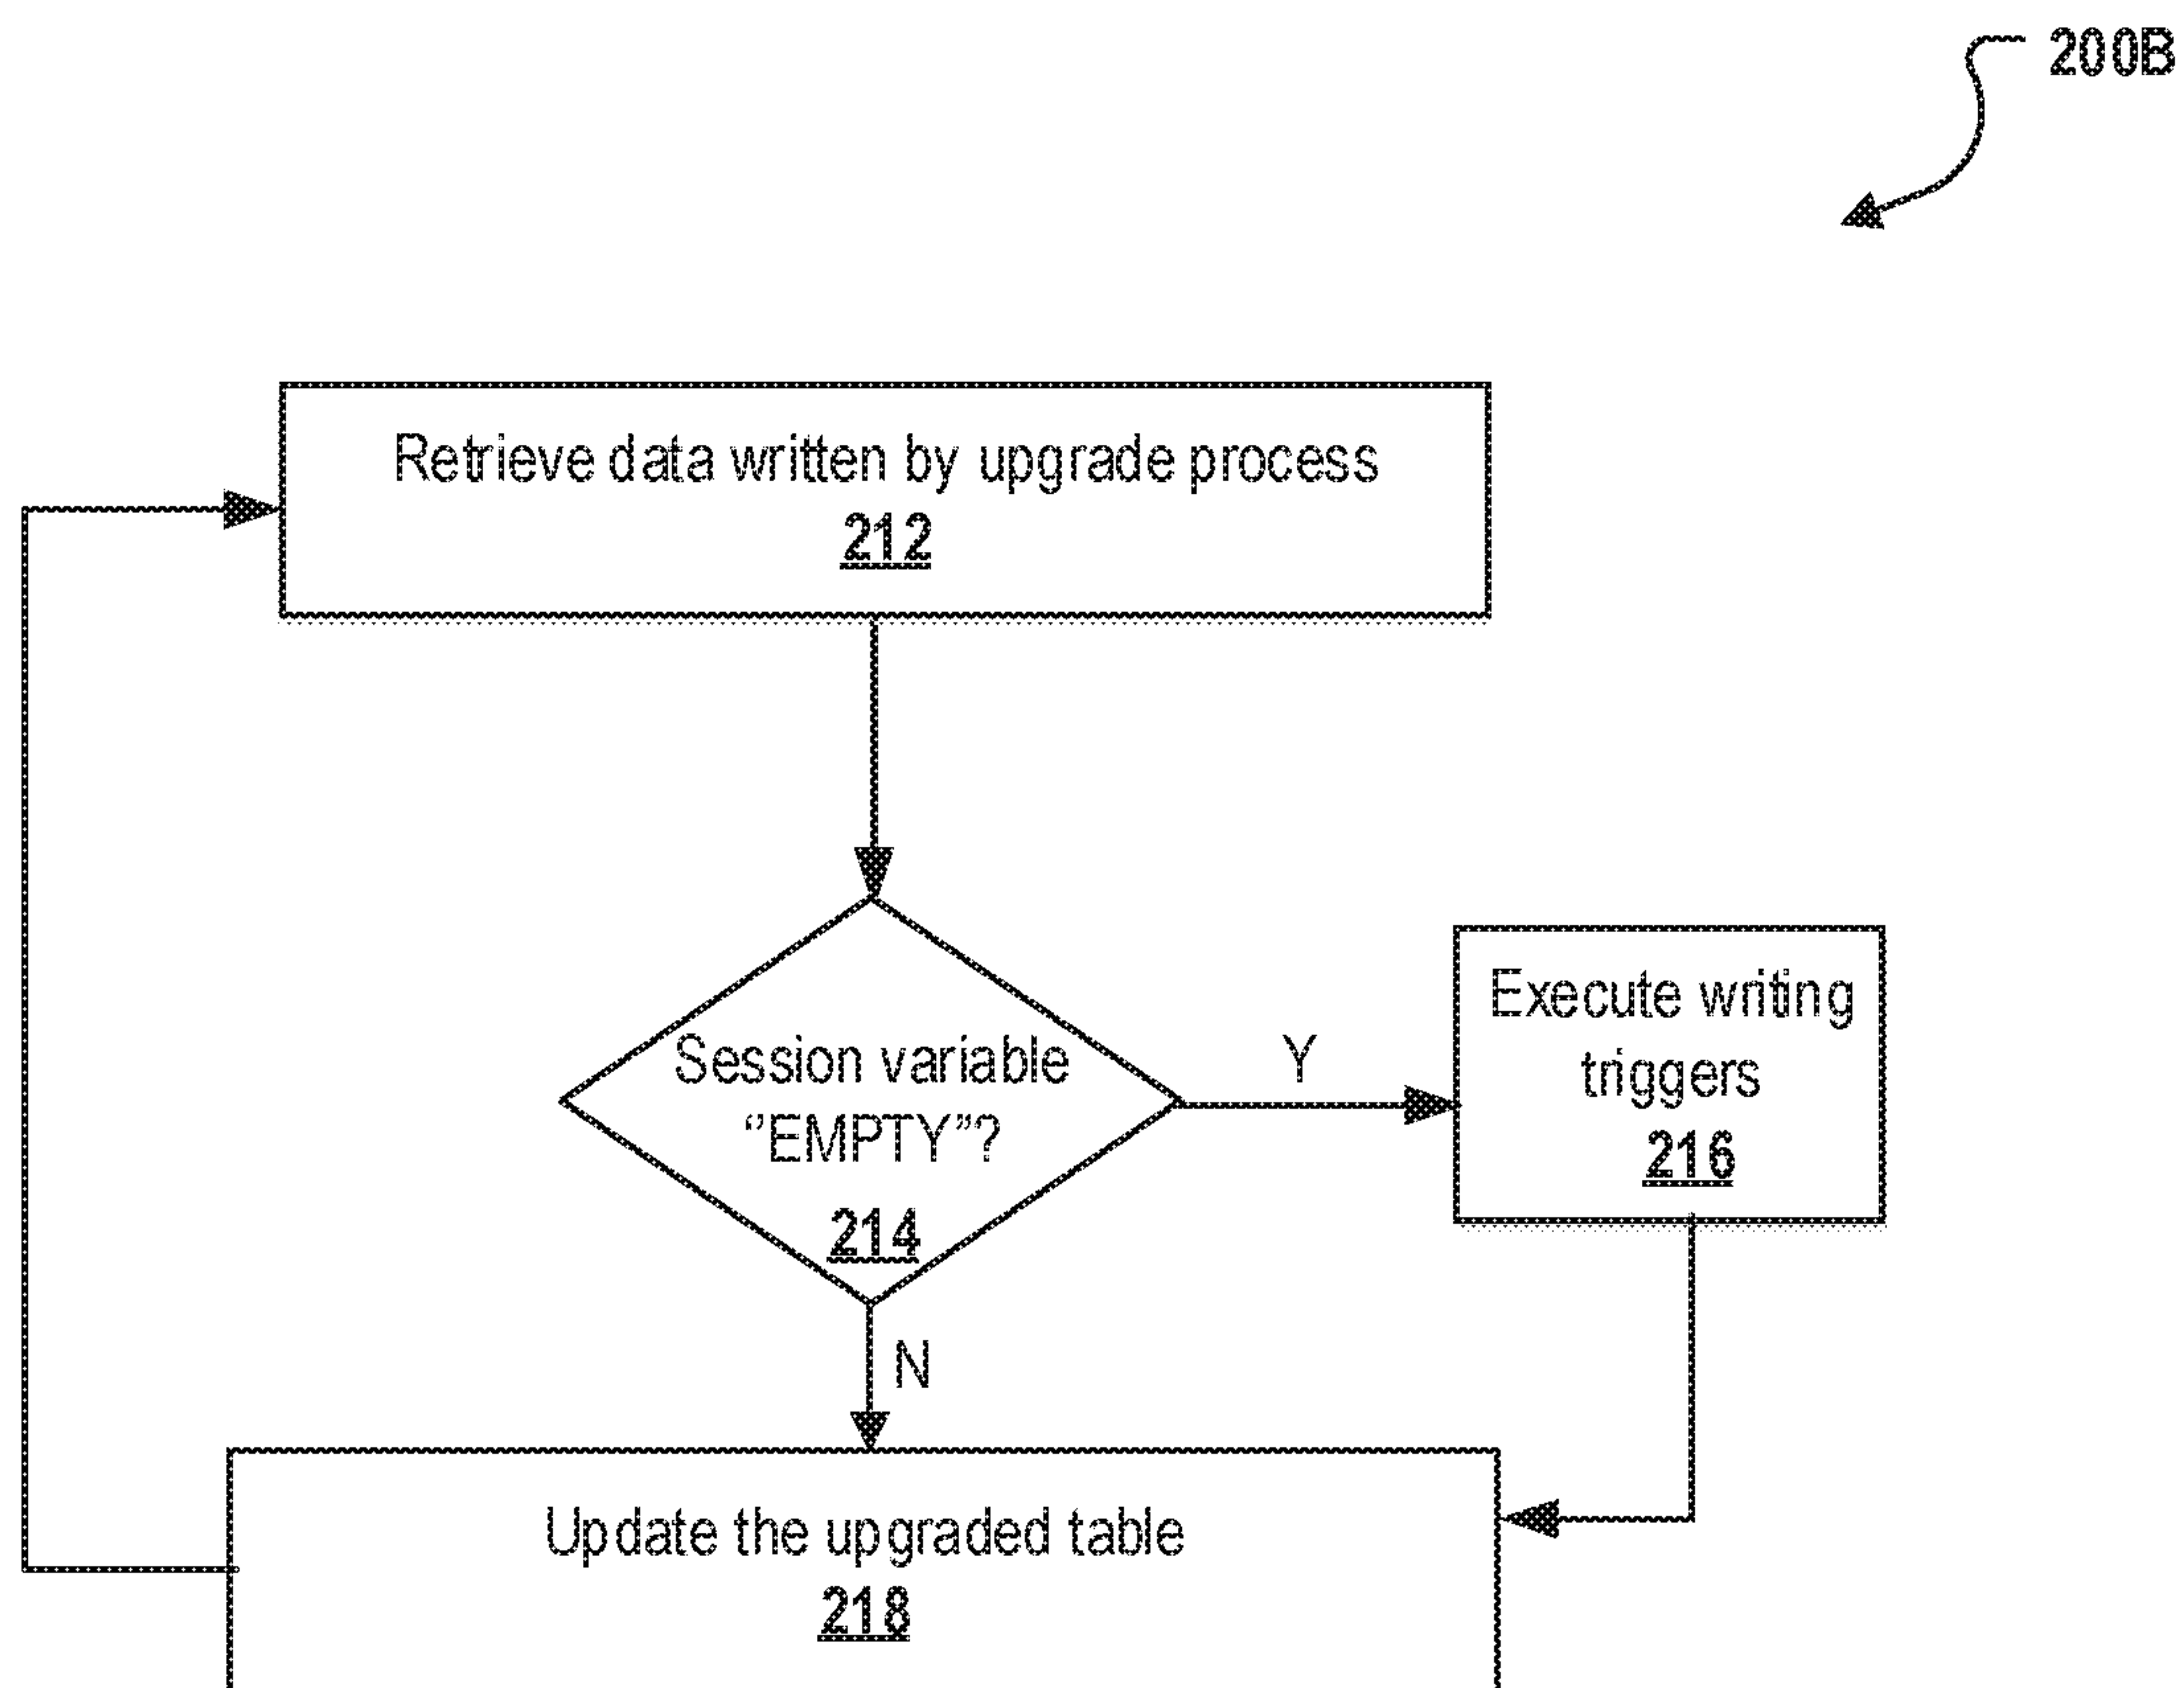 200B
Retrieve data written by upgrade process
212
Session variable
“EMPTY”?
214
Y
Execute writing
triggers
216
N
Update the upgraded table
218